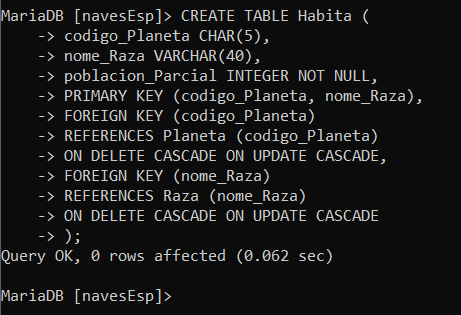 MariaDB [navesEsp]> CREATE TABLE Habita (
    -> codigo_Planeta CHAR(5),
    -> nome_Raza VARCHAR(40),
    -> poblacion_Parcial INTEGER NOT NULL,
    -> PRIMARY KEY (codigo_Planeta, nome_Raza),
    -> FOREIGN KEY (codigo_Planeta)
    -> REFERENCES Planeta (codigo_Planeta)
    -> ON DELETE CASCADE ON UPDATE CASCADE,
    -> FOREIGN KEY (nome_Raza)
    -> REFERENCES Raza (nome_Raza)
    -> ON DELETE CASCADE ON UPDATE CASCADE
    -> );
Query OK, 0 rows affected (0.062 sec)
MariaDB [navesEsp]>